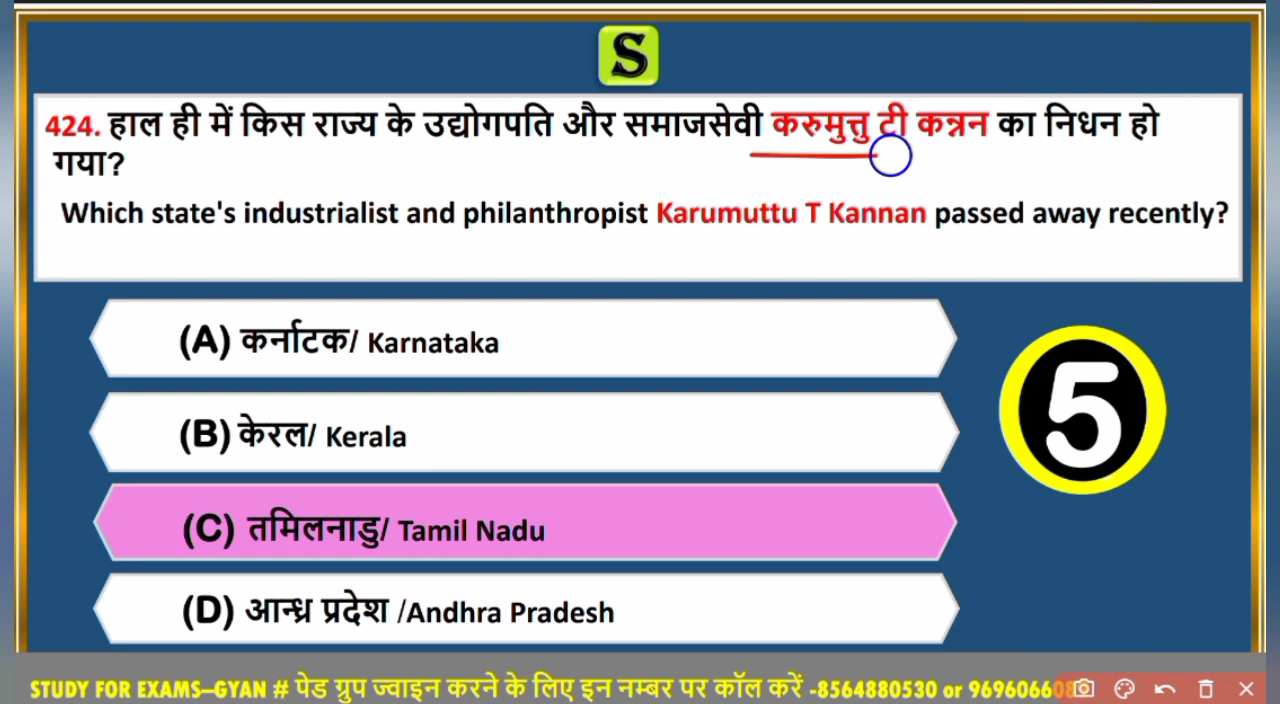 S
424. हाल ही में किस राज्य के उद्योगपति और समाजसेवी करुमुत्तु टी कन्नन का निधन हो
गया?
Which state's industrialist and philanthropist Karumuttu T Kannan passed away recently?
(A) कर्नाटक/ Karnataka
(B) केरल/ Kerala
5
(C) तमिलनाडु/ Tamil Nadu
(D) आन्ध्र प्रदेश /Andhra Pradesh
STUDY FOR EXAMS–GYAN # पेड ग्रुप ज्वाइन करने के लिए इन नम्बर पर कॉल करें -8564880530 or